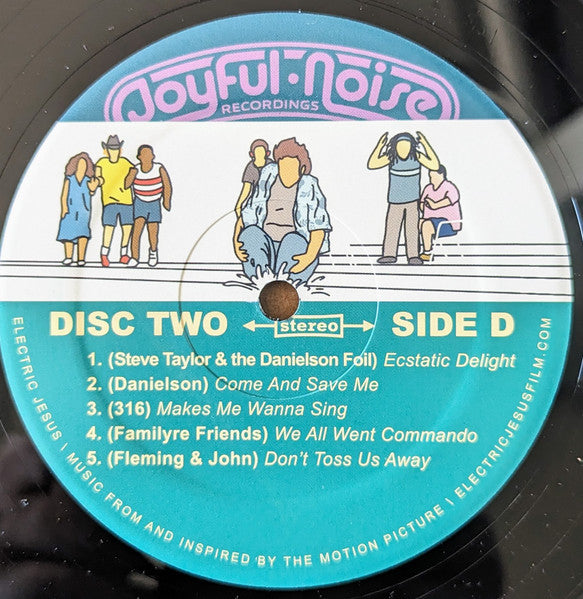 Joyful·Noise
RECORDINGS
DISC TWO stereo SIDE D
1. (Steve Taylor & the Danielson Foil) Ecstatic Delight
2. (Danielson) Come And Save Me
3. (316) Makes Me Wanna Sing
4. (Familyre Friends) We All Went Commando
5. (Fleming & John) Don't Toss Us Away
ELECTRIC JESUS | MUSIC FROM AND INSPIRED BY THE MOTION PICTURE | ELECTRICJESUSFILM.COM